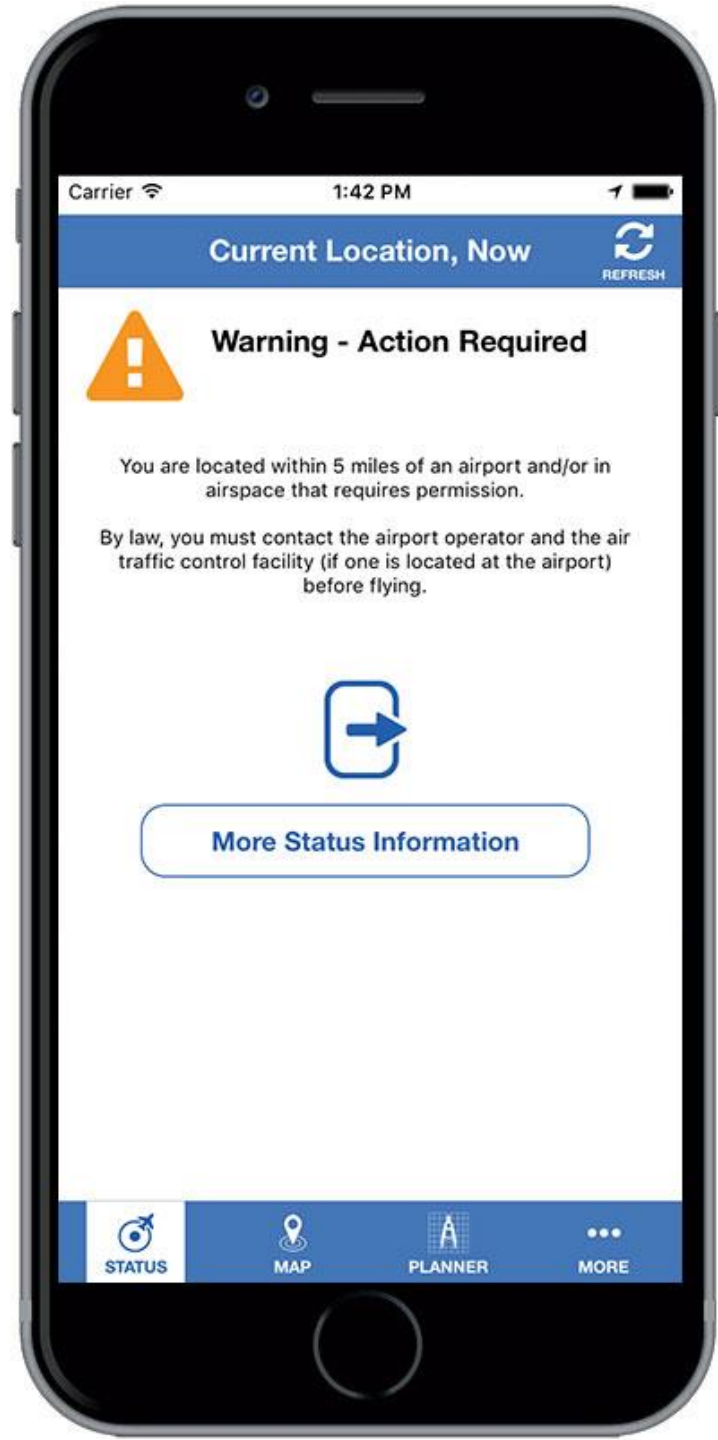 Carrier 1:42 PM
Current Location, Now
REFRESH
Warning - Action Required
You are located within 5 miles of an airport and/or in
airspace that requires permission.
By law, you must contact the airport operator and the air
traffic control facility (if one is located at the airport)
before flying.
More Status Information
STATUS MAP PLANNER MORE